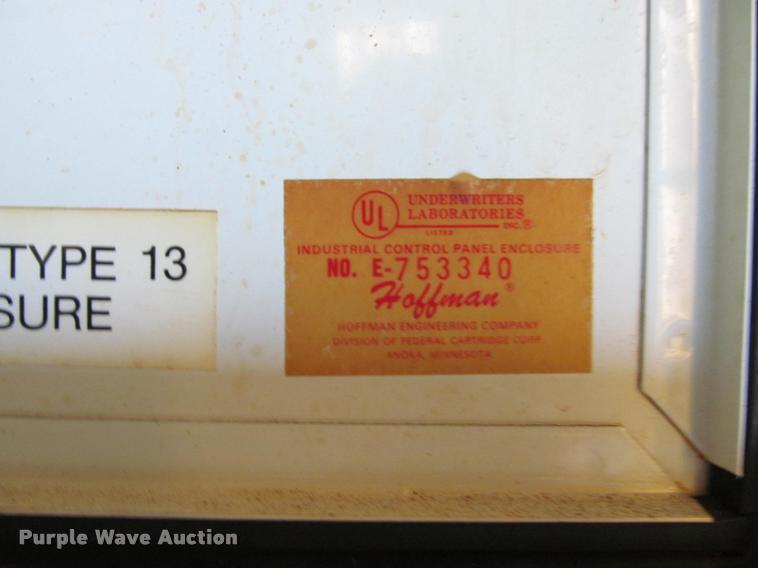 TYPE 13
SURE
UL
UNDERWRITERS
LABORATORIES
INC.®
LISTED
INDUSTRIAL CONTROL PANEL ENCLOSURE
NO. E-753340
Hoffman®
HOFFMAN ENGINEERING COMPANY
DIVISION OF FEDERAL CARTRIDGE CORP.
ANOKA, MINNESOTA
Purple Wave Auction